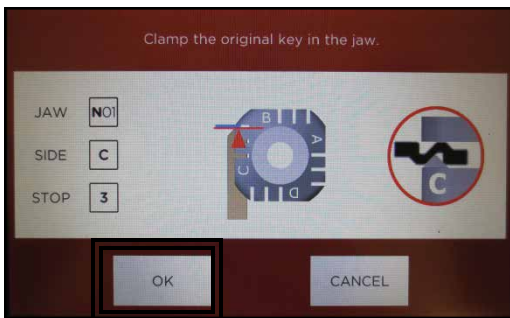 Clamp the original key in the jaw.
JAW N01
SIDE C
STOP 3
B
A
C
D
C
OK
CANCEL